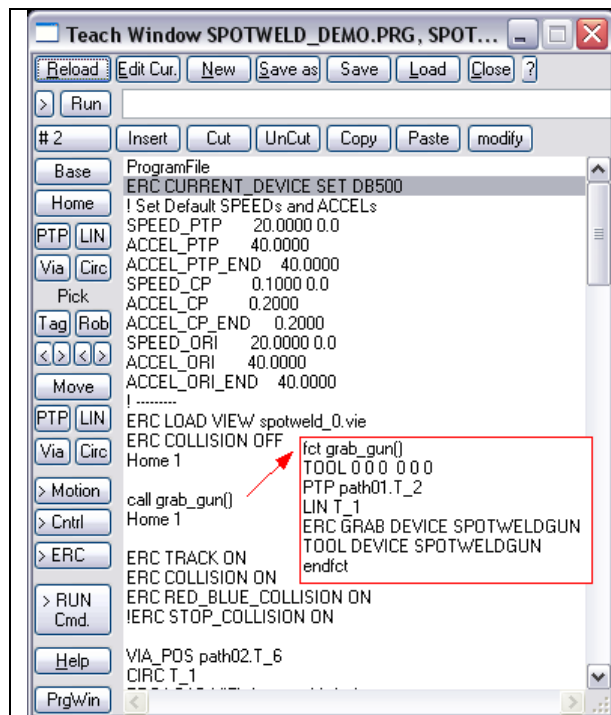 Teach Window SPOTWELD_DEMO.PRG, SPOT...
Reload Edit Cur. New Save as Save Load Close ?
> Run
# 2 Insert Cut UnCut Copy Paste modify
Base
Home
PTP LIN
Via Circ
Pick
Tag Rob
< > < >
Move
PTP LIN
Via Circ
> Motion
> Cntrl
> ERC
> RUN
Cmd.
Help
PrgWin
ProgramFile
ERC CURRENT_DEVICE SET DB500
! Set Default SPEEDs and ACCELs
SPEED_PTP 20.0000 0.0
ACCEL_PTP 40.0000
ACCEL_PTP_END 40.0000
SPEED_CP 0.1000 0.0
ACCEL_CP 0.2000
ACCEL_CP_END 0.2000
SPEED_ORI 20.0000 0.0
ACCEL_ORI 40.0000
ACCEL_ORI_END 40.0000
! ---------
ERC LOAD VIEW spotweld_0.vie
ERC COLLISION OFF
Home 1
call grab_gun()
Home 1
ERC TRACK ON
ERC COLLISION ON
ERC RED_BLUE_COLLISION ON
!ERC STOP_COLLISION ON
VIA_POS path02.T_6
CIRC T_1
fct grab_gun()
TOOL 0 0 0 0 0 0
PTP path01.T_2
LIN T_1
ERC GRAB DEVICE SPOTWELDGUN
TOOL DEVICE SPOTWELDGUN
endfct